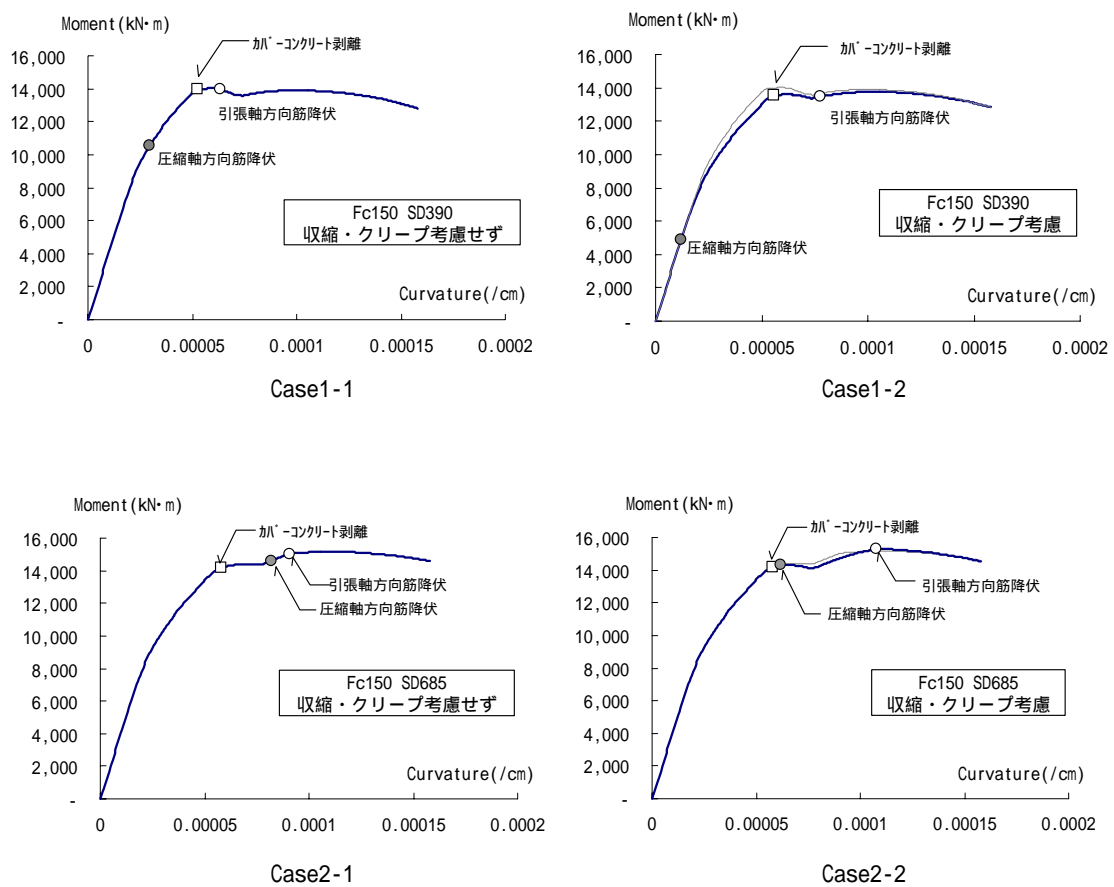 Moment(kN・m)
16,000
14,000
12,000
10,000
8,000
6,000
4,000
2,000
-
ｶﾊﾞｰｺﾝｸﾘｰﾄ剥離
引張軸方向筋降伏
圧縮軸方向筋降伏
Fc150 SD390
収縮・クリープ考慮せず
Curvature(/cm)
0 0.00005 0.0001 0.00015 0.0002
Case1-1
Moment(kN・m)
16,000
14,000
12,000
10,000
8,000
6,000
4,000
2,000
-
ｶﾊﾞｰｺﾝｸﾘｰﾄ剥離
引張軸方向筋降伏
Fc150 SD390
収縮・クリープ考慮
圧縮軸方向筋降伏
Curvature(/cm)
0 0.00005 0.0001 0.00015 0.0002
Case1-2
Moment(kN・m)
16,000
14,000
12,000
10,000
8,000
6,000
4,000
2,000
-
ｶﾊﾞｰｺﾝｸﾘｰﾄ剥離
引張軸方向筋降伏
圧縮軸方向筋降伏
Fc150 SD685
収縮・クリープ考慮せず
Curvature(/cm)
0 0.00005 0.0001 0.00015 0.0002
Case2-1
Moment(kN・m)
16,000
14,000
12,000
10,000
8,000
6,000
4,000
2,000
-
ｶﾊﾞｰｺﾝｸﾘｰﾄ剥離
引張軸方向筋降伏
圧縮軸方向筋降伏
Fc150 SD685
収縮・クリープ考慮
Curvature(/cm)
0 0.00005 0.0001 0.00015 0.0002
Case2-2